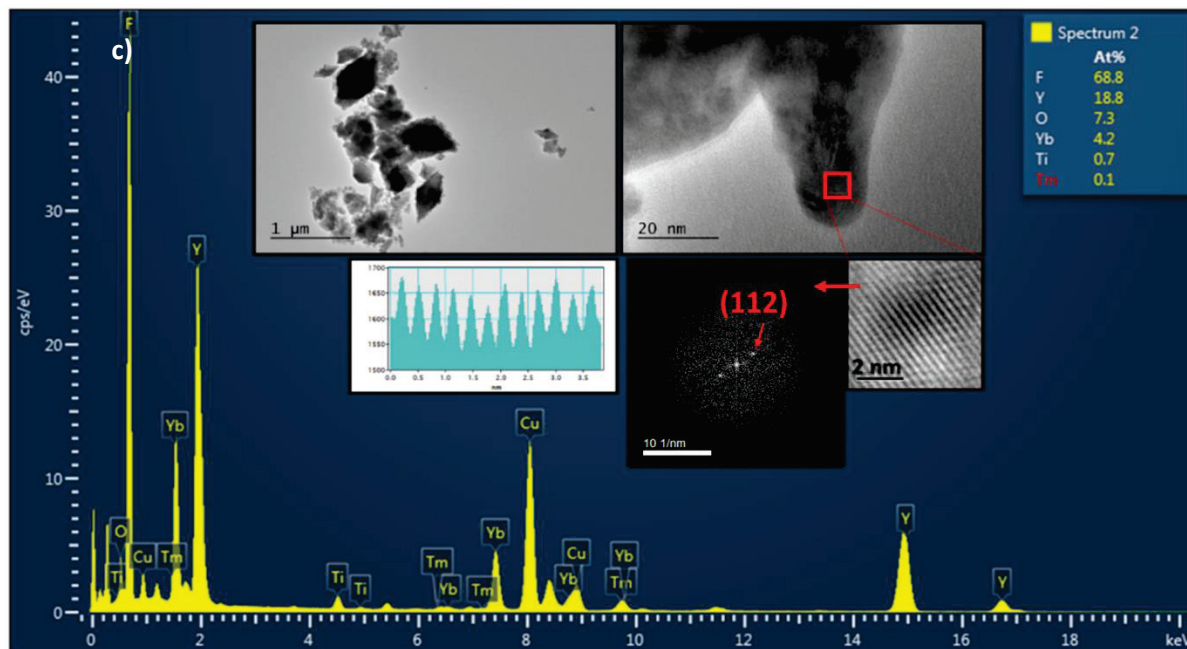 c)
Spectrum 2
At%
F 68.8
Y 18.8
O 7.3
Yb 4.2
Ti 0.7
Tm 0.1
1 µm
20 nm
2 nm
(112)
10 1/nm
1700
1650
1600
1550
1500
0.0 0.5 1.0 1.5 2.0 2.5 3.0 3.5
nm
cps/eV
40
30
20
10
0
F
Y
Yb
O
Ti
Cu
Tm
Ti
Ti
Tm
Yb
Tm
Yb
Cu
Yb
Cu
Yb
Tm
Y
Y
0 2 4 6 8 10 12 14 16 18 keV